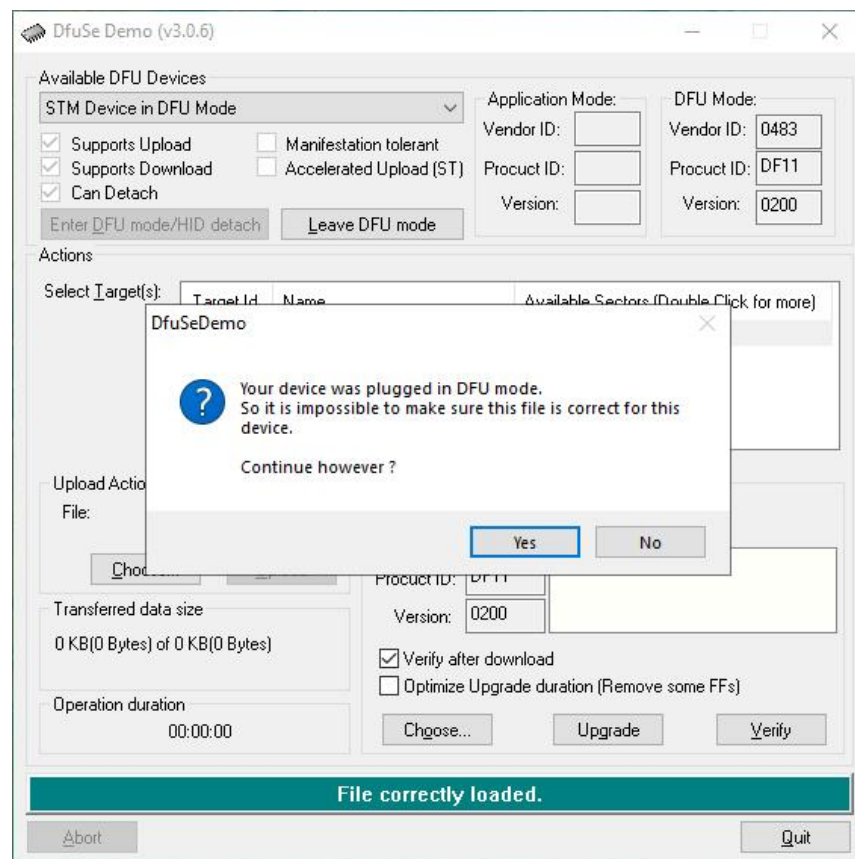 DfuSe Demo (v3.0.6)
Available DFU Devices
STM Device in DFU Mode
Supports Upload
Manifestation tolerant
Supports Download
Accelerated Upload (ST)
Can Detach
Enter DFU mode/HID detach
Leave DFU mode
Application Mode:
Vendor ID:
Procuct ID:
Version:
DFU Mode:
Vendor ID: 0483
Procuct ID: DF11
Version: 0200
Actions
Select Target(s):
Target Id Name Available Sectors (Double Click for more)
DfuSeDemo
Your device was plugged in DFU mode.
So it is impossible to make sure this file is correct for this
device.
Continue however ?
Yes
No
Upload
File:
Procuct ID: DF11
Version: 0200
Transferred data size
0 KB(0 Bytes) of 0 KB(0 Bytes)
Verify after download
Optimize Upgrade duration (Remove some FFs)
Operation duration
00:00:00
Choose...
Upgrade
Verify
File correctly loaded.
Abort
Quit